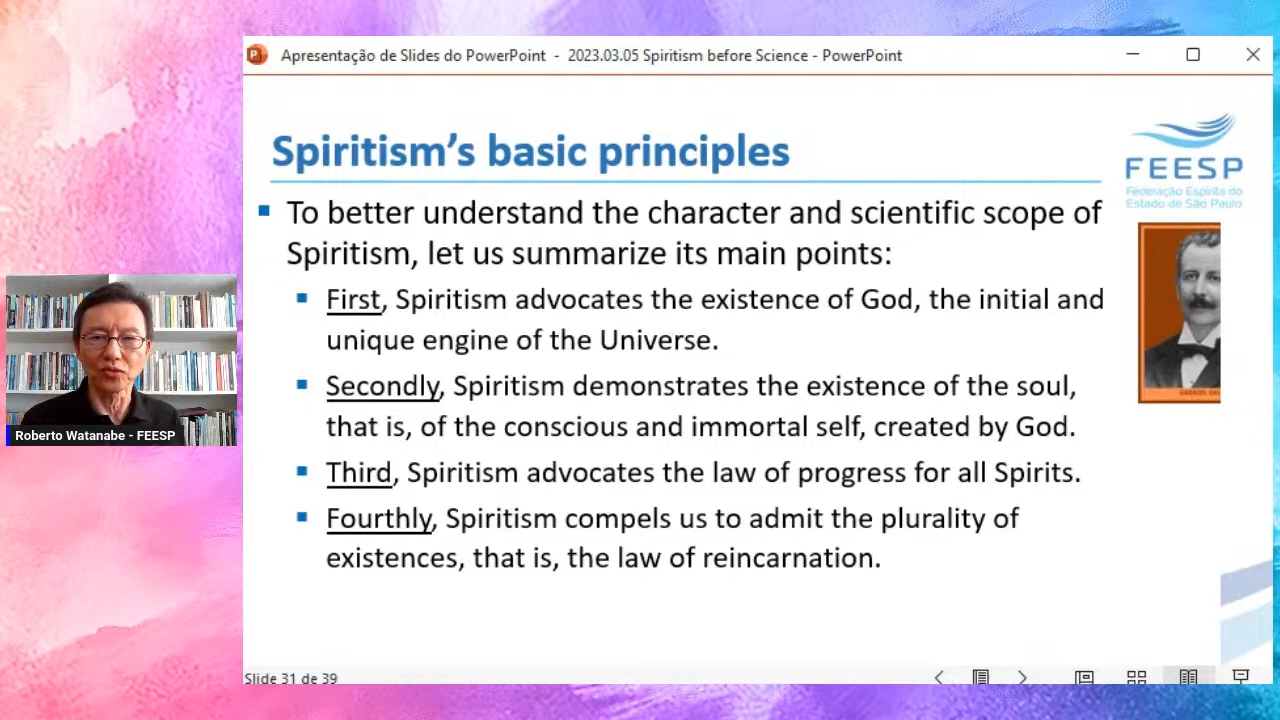 Apresentação de Slides do PowerPoint - 2023.03.05 Spiritism before Science - PowerPoint
Spiritism's basic principles
FEESP
Federação Espírita do
Estado de São Paulo
To better understand the character and scientific scope of
Spiritism, let us summarize its main points:
First, Spiritism advocates the existence of God, the initial and
unique engine of the Universe.
Secondly, Spiritism demonstrates the existence of the soul,
that is, of the conscious and immortal self, created by God.
Third, Spiritism advocates the law of progress for all Spirits.
Fourthly, Spiritism compels us to admit the plurality of
existences, that is, the law of reincarnation.
Roberto Watanabe - FEESP
Slide 31 de 39